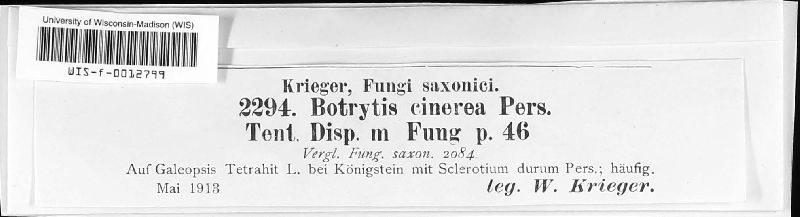 University of Wisconsin-Madison (WIS)
WIS-f-0012799
Krieger, Fungi saxonici.
2294. Botrytis cinerea Pers.
Tent. Disp. m Fung p. 46
Vergl. Fung. saxon. 2084.
Auf Galeopsis Tetrahit L. bei Königstein mit Sclerotium durum Pers.; häufig.
Mai 1913 leg. W. Krieger.